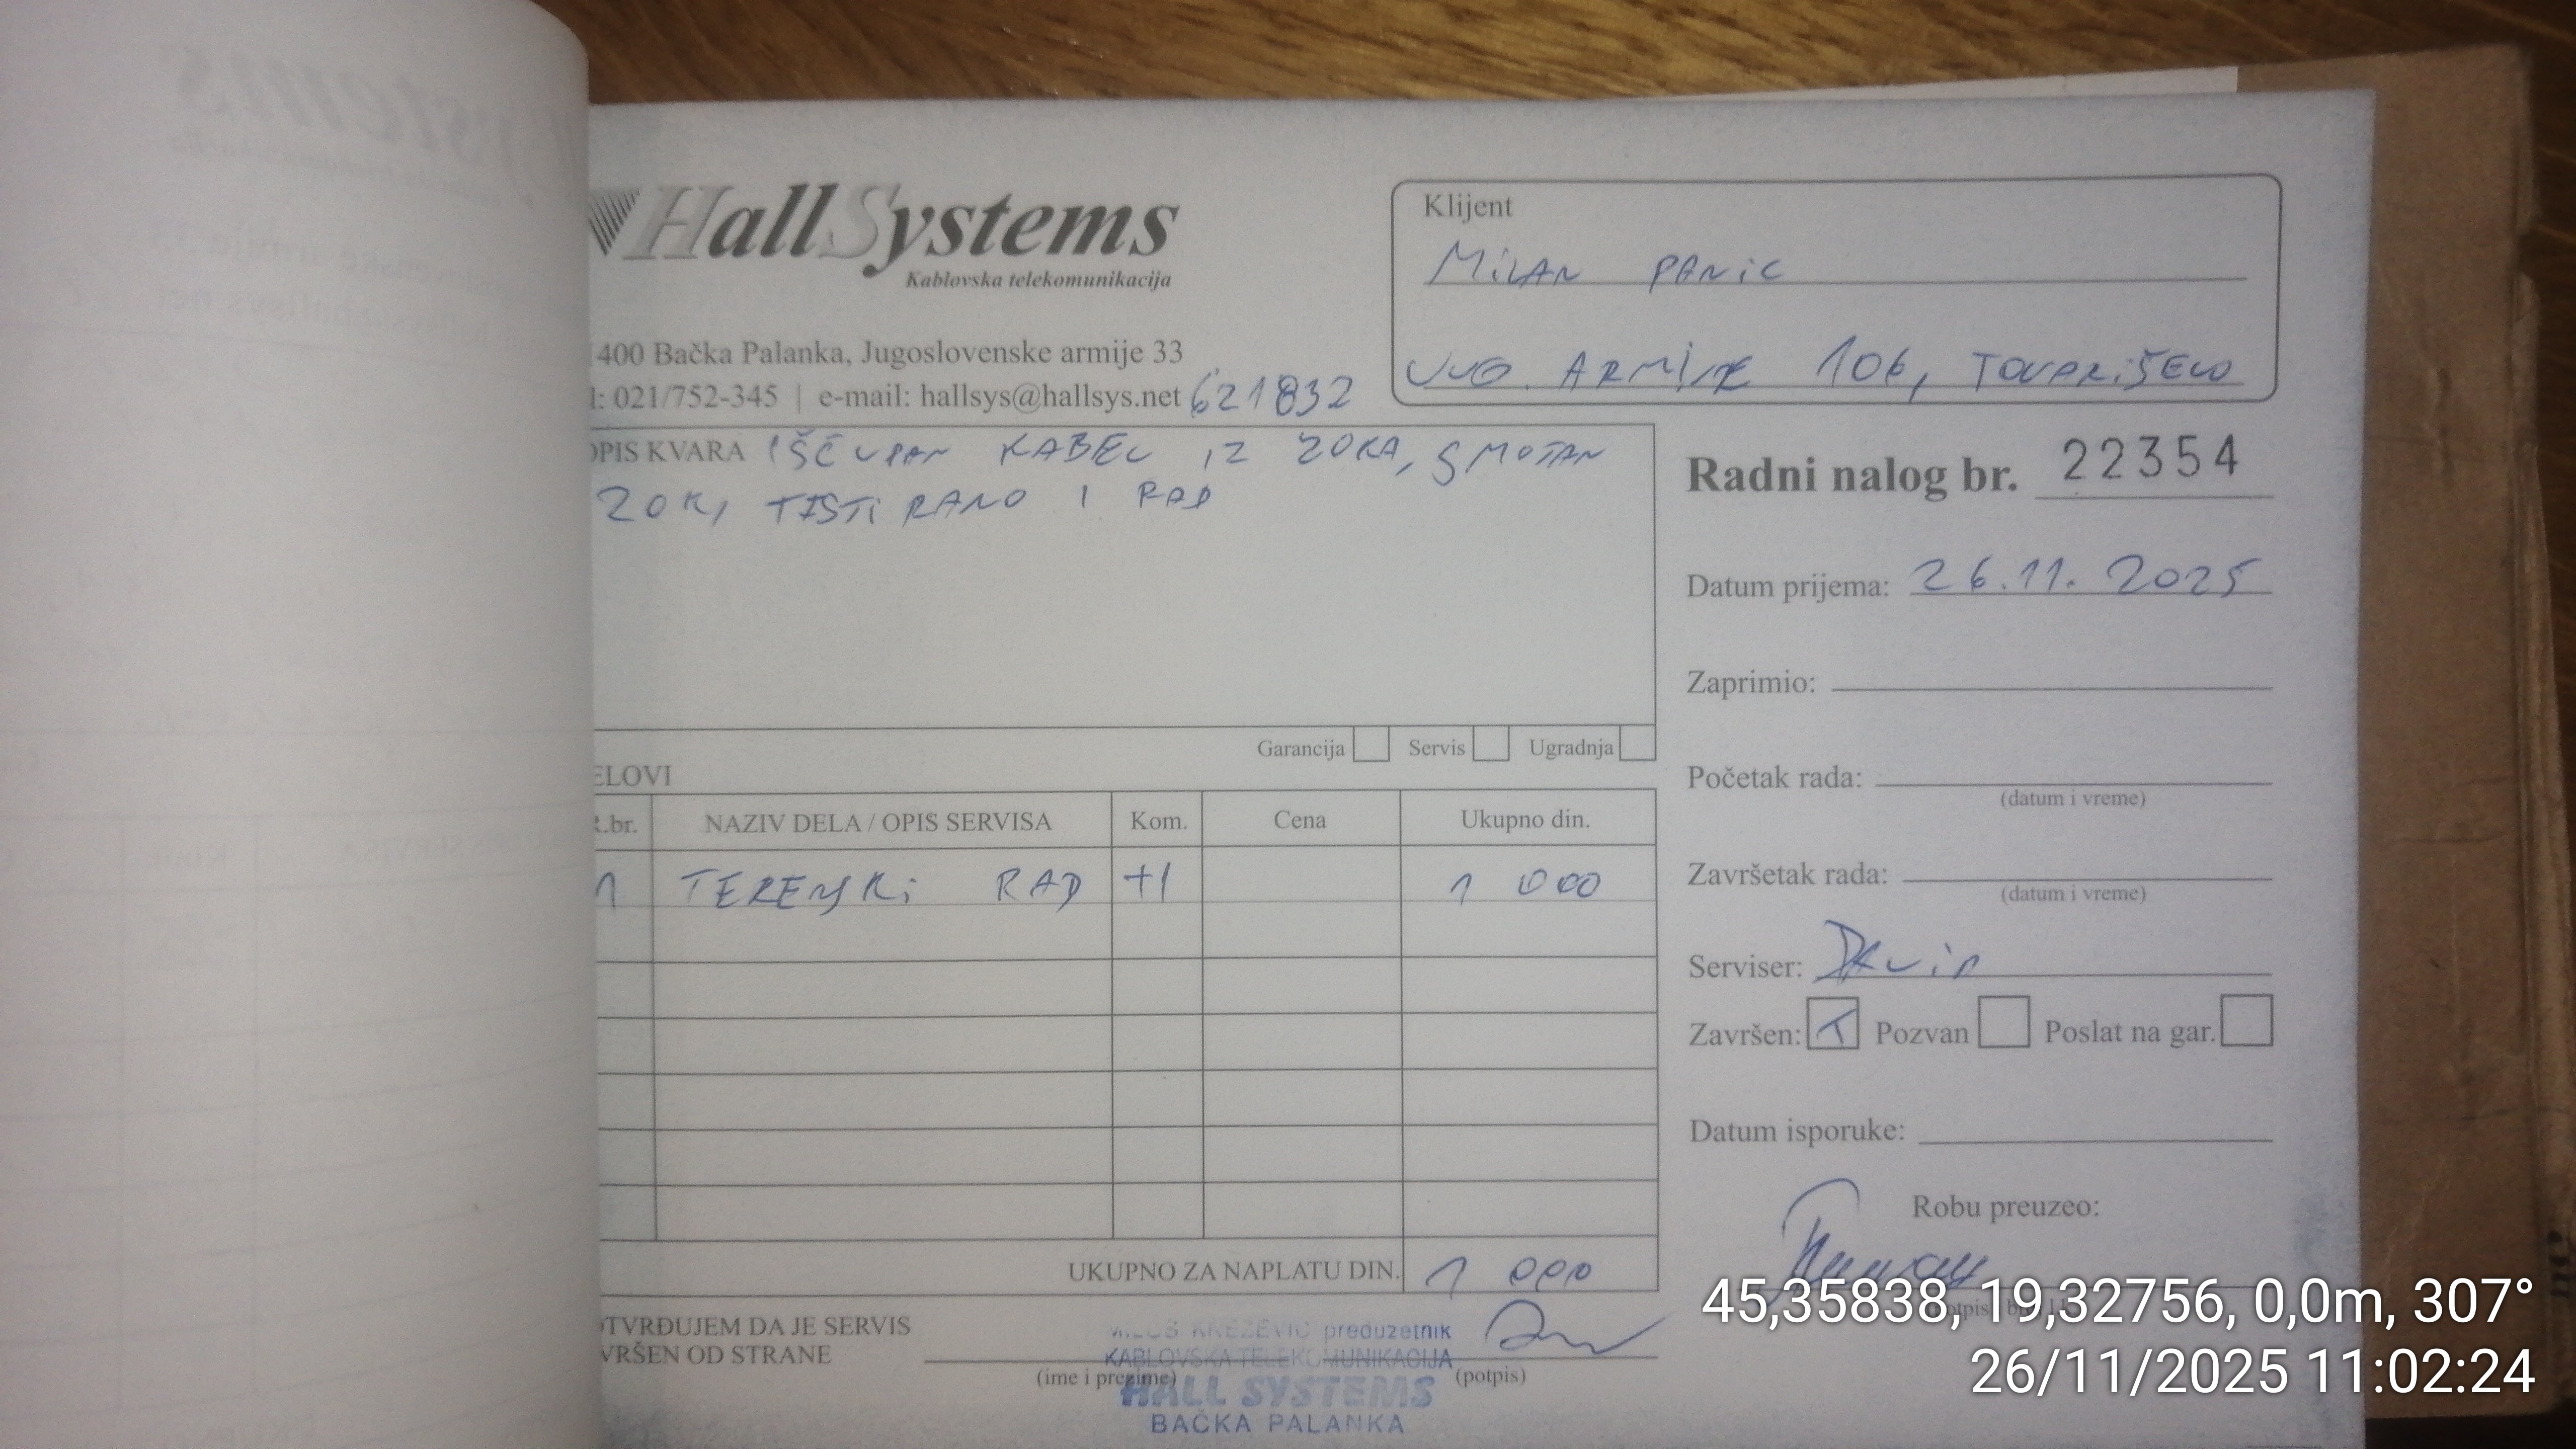 HallSystems
Kablovska telekomunikacija
400 Bačka Palanka, Jugoslovenske armije 33
l: 021/752-345 | e-mail: hallsys@hallsys.net 621832
Klijent
MILAN PANIC
106, TOVARIŠEVO
OPIS KVARA IŠČUPAN KABEL IZ ZOKA, SMOTAN
ZOK, TESTIRANO I RAD
Radni nalog br. 22354
Datum prijema: 26.11.2025
Zaprimio:
Početak rada:
(datum i vreme)
Završetak rada:
(datum i vreme)
Serviser:
Završen: T Pozvan Poslat na gar.
Datum isporuke:
Robu preuzeo:
Garancija Servis Ugradnja
ELOVI
R.br. NAZIV DELA / OPIS SERVISA Kom. Cena Ukupno din.
1 TERENSKI RAD +1 1 000
UKUPNO ZA NAPLATU DIN. 1 000
OTVRĐUJEM DA JE SERVIS
VRŠEN OD STRANE
(ime i prezime) (potpis)
MILOŠ KNEŽEVIĆ preduzetnik
KABLOVSKA TELEKOMUNIKACIJA
HALL SYSTEMS
BAČKA PALANKA
45,35838, 19,32756, 0,0m, 307°
26/11/2025 11:02:24